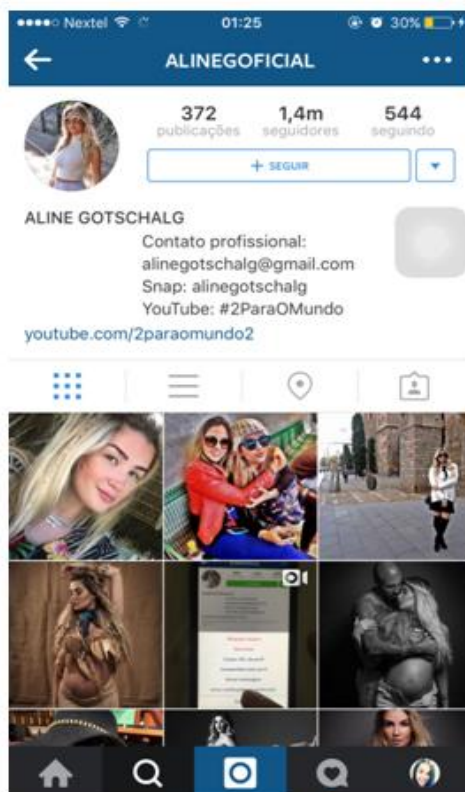 Nextel 01:25 30%
ALINEGOFICIAL
372 1,4m 544
publicações seguidores seguindo
+ SEGUIR
ALINE GOTSCHALG
Contato profissional:
alinegotschalg@gmail.com
Snap: alinegotschalg
YouTube: #2ParaOMundo
youtube.com/2paraomundo2